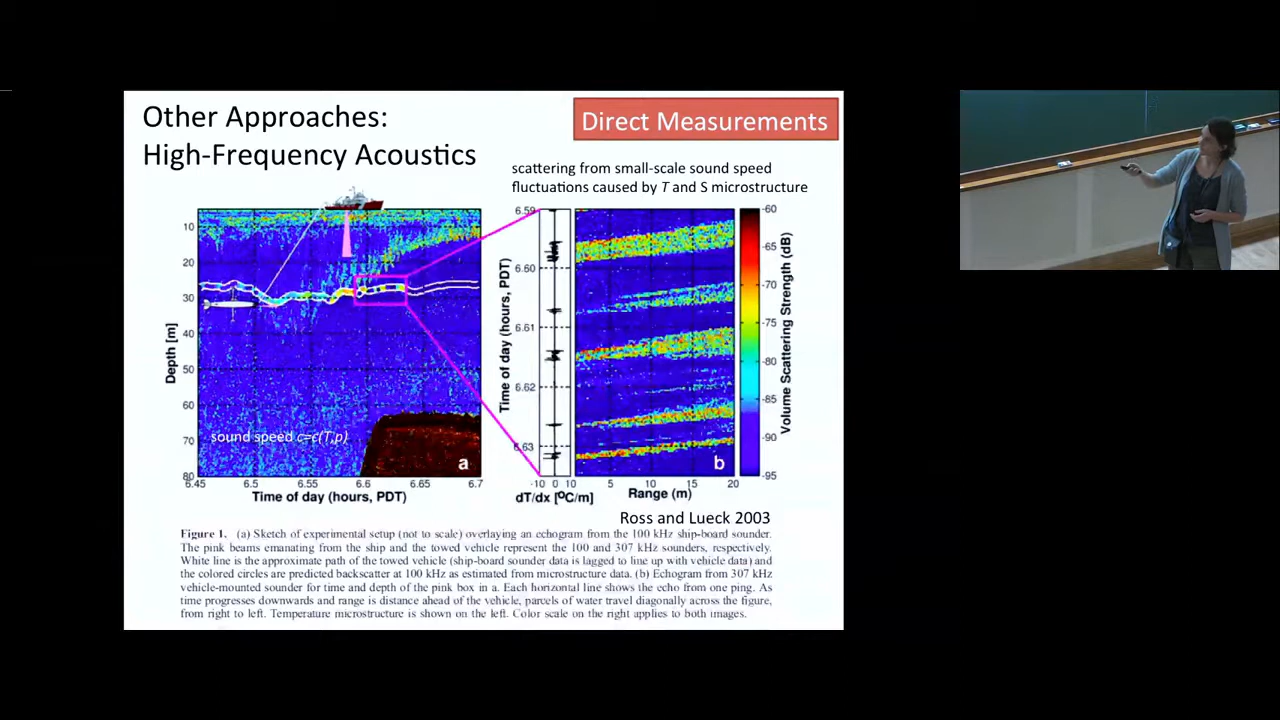 Other Approaches:
High-Frequency Acoustics
Direct Measurements
scattering from small-scale sound speed
fluctuations caused by T and S microstructure
10
20
30
40
50
60
70
80
Depth [m]
sound speed c=c(T,p)
a
6.45
6.5
6.55
6.6
6.65
6.7
Time of day (hours, PDT)
6.59
6.60
6.61
6.62
6.63
Time of day (hours, PDT)
-10 0 10
dT/dx [°C/m]
b
5
10
15
20
Range (m)
-60
-65
-70
-75
-80
-85
-90
-95
Volume Scattering Strength (dB)
Ross and Lueck 2003
Figure 1. (a) Sketch of experimental setup (not to scale) overlaying an echogram from the 100 kHz ship-board sounder.
The pink beams emanating from the ship and the towed vehicle represent the 100 and 307 kHz sounders, respectively.
White line is the approximate path of the towed vehicle (ship-board sounder data is lagged to line up with vehicle data) and
the colored circles are predicted backscatter at 100 kHz as estimated from microstructure data. (b) Echogram from 307 kHz
vehicle-mounted sounder for time and depth of the pink box in a. Each horizontal line shows the echo from one ping. As
time progresses downwards and range is distance ahead of the vehicle, parcels of water travel diagonally across the figure,
from right to left. Temperature microstructure is shown on the left. Color scale on the right applies to both images.